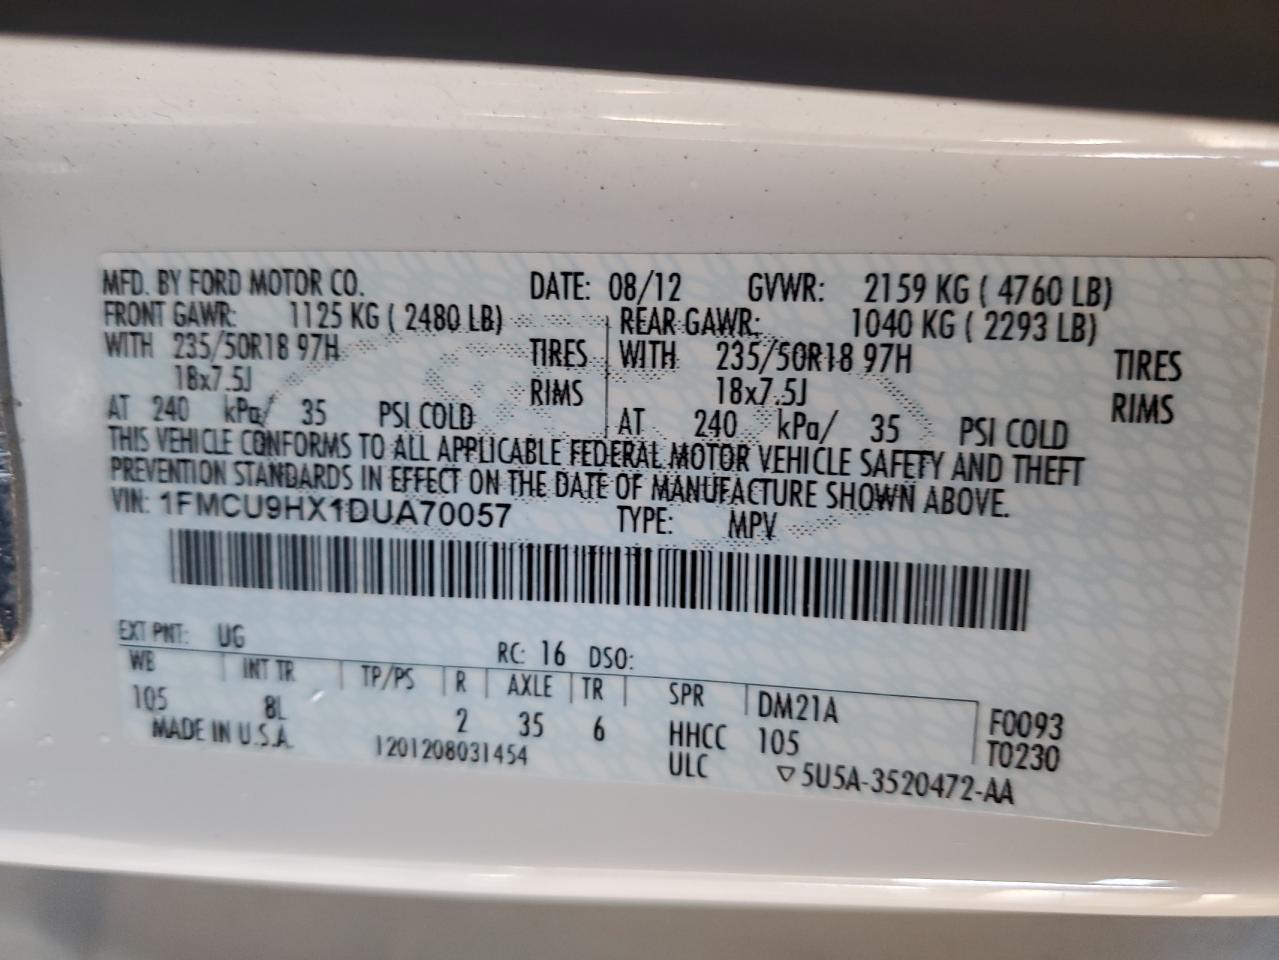 MFD. BY FORD MOTOR CO. DATE: 08/12 GVWR: 2159 KG ( 4760 LB)
FRONT GAWR: 1125 KG ( 2480 LB) REAR GAWR: 1040 KG ( 2293 LB)
WITH 235/50R18 97H TIRES WITH 235/50R18 97H TIRES
18x7.5J RIMS 18x7.5J RIMS
AT 240 kPa/ 35 PSI COLD AT 240 kPa/ 35 PSI COLD
THIS VEHICLE CONFORMS TO ALL APPLICABLE FEDERAL MOTOR VEHICLE SAFETY AND THEFT
PREVENTION STANDARDS IN EFFECT ON THE DATE OF MANUFACTURE SHOWN ABOVE.
VIN: 1FMCU9HX1DUA70057 TYPE: MPV
EXT PNT: UG RC: 16 DSO:
WB INT TR TP/PS R AXLE TR SPR DM21A F0093
105 8L 2 35 6 HHCC 105 T0230
MADE IN U.S.A. 1201208031454 ULC ▽5U5A-3520472-AA